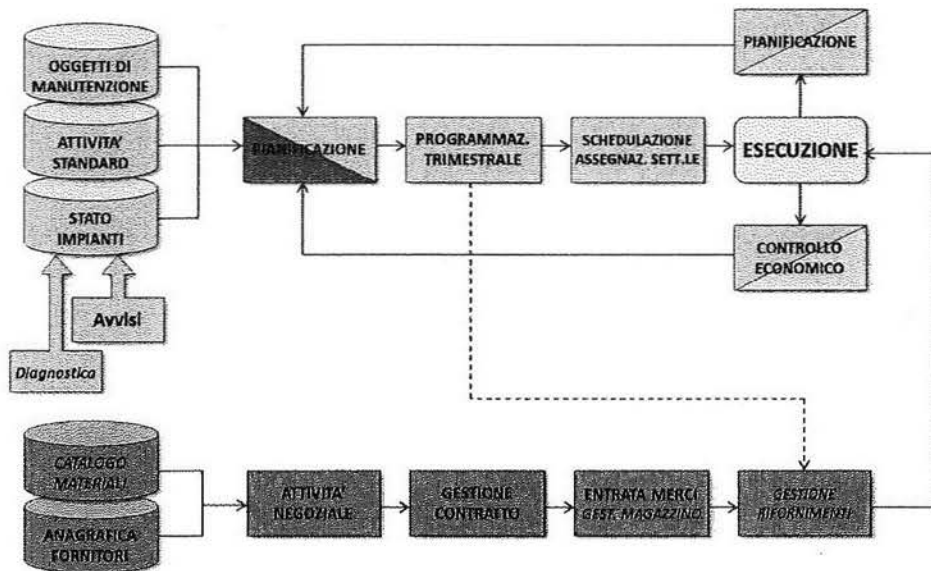 OGGETTI DI
MANUTENZIONE
ATTIVITA'
STANDARD
STATO
IMPIANTI
Avvisi
Diagnostica
PIANIFICAZIONE
PROGRAMMAZ.
TRIMESTRALE
SCHEDULAZIONE
ASSEGNAZ. SETT.LE
ESECUZIONE
PIANIFICAZIONE
CONTROLLO
ECONOMICO
CATALOGO
MATERIALI
ANAGRAFICA
FORNITORI
ATTIVITA'
NEGOZIALE
GESTIONE
CONTRATTO
ENTRATA MERCI
GEST. MAGAZZINO
GESTIONE
RIFORNIMENTI